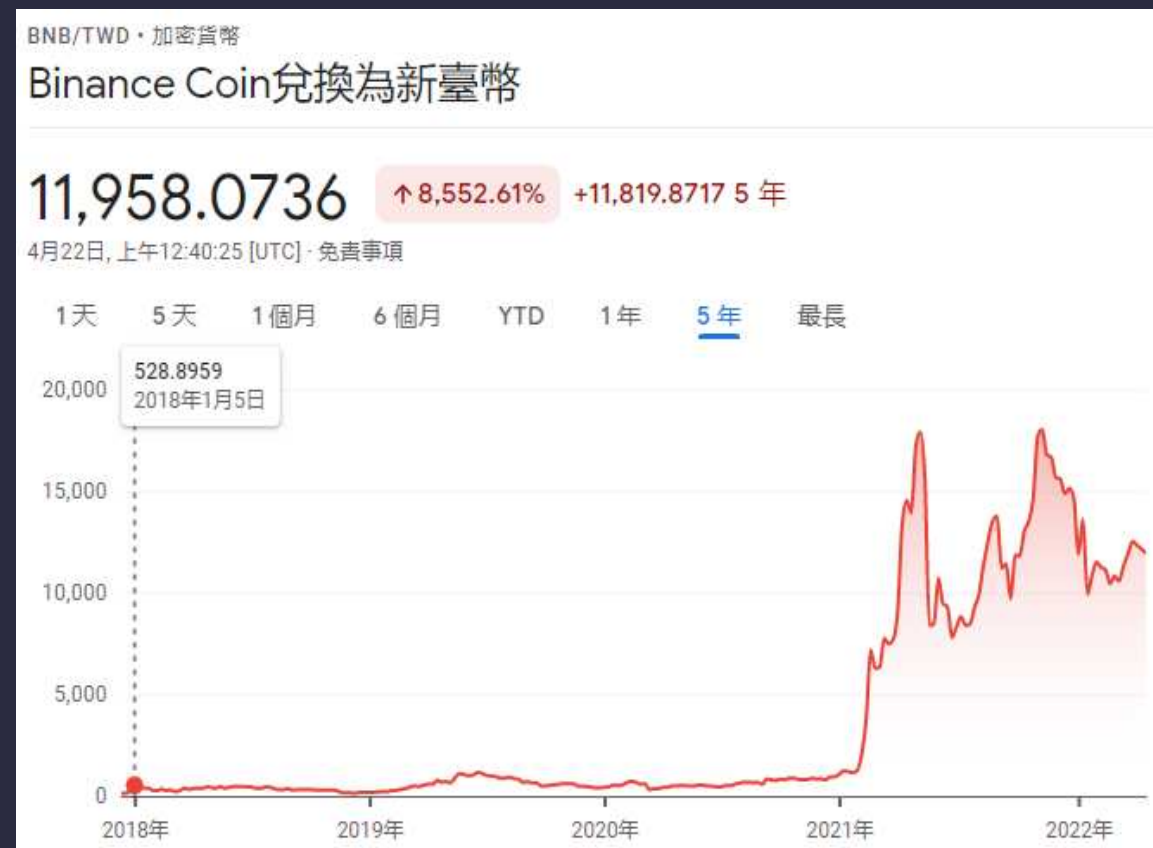 BNB/TWD • 加密貨幣
Binance Coin兌換為新臺幣
11,958.0736 ↑8,552.61% +11,819.8717 5 年
4月22日, 上午12:40:25 [UTC] · 免責事項
1天 5天 1個月 6個月 YTD 1年 5年 最長
528.8959
2018年1月5日
20,000
15,000
10,000
5,000
0
2018年 2019年 2020年 2021年 2022年